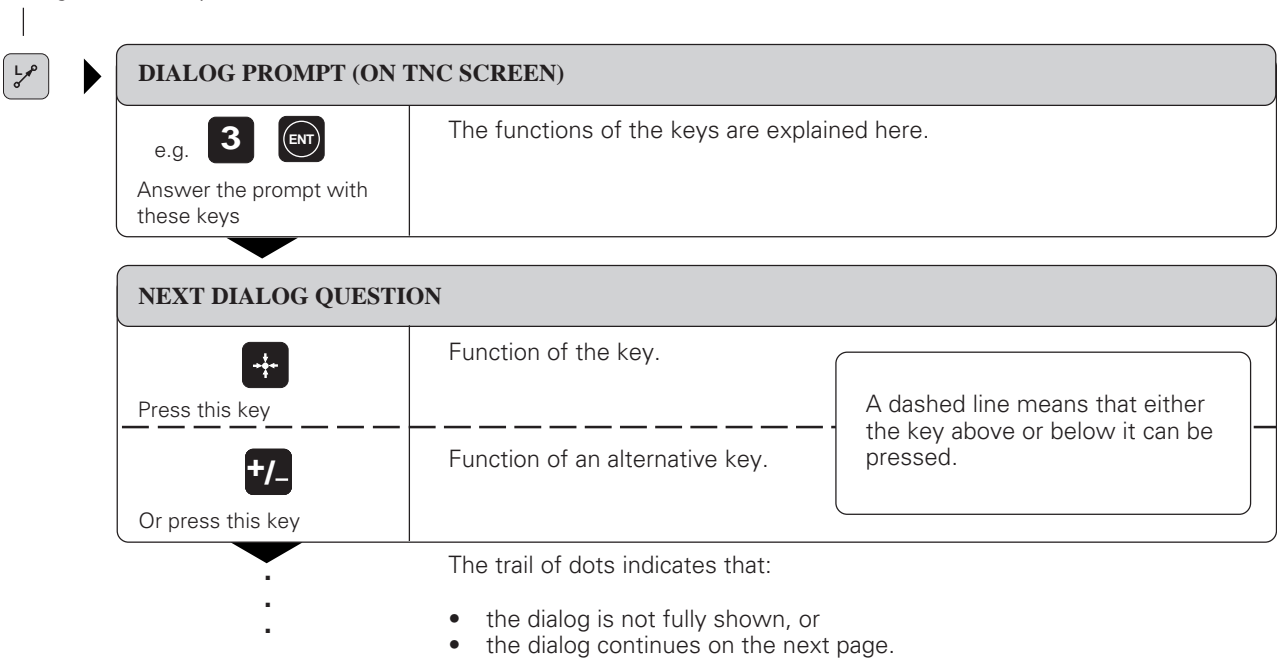 L
DIALOG PROMPT (ON TNC SCREEN)
e.g. 3 ENT
Answer the prompt with
these keys
The functions of the keys are explained here.
NEXT DIALOG QUESTION
Press this key
Function of the key.
+/−
Or press this key
Function of an alternative key.
A dashed line means that either
the key above or below it can be
pressed.
The trail of dots indicates that:
• the dialog is not fully shown, or
• the dialog continues on the next page.